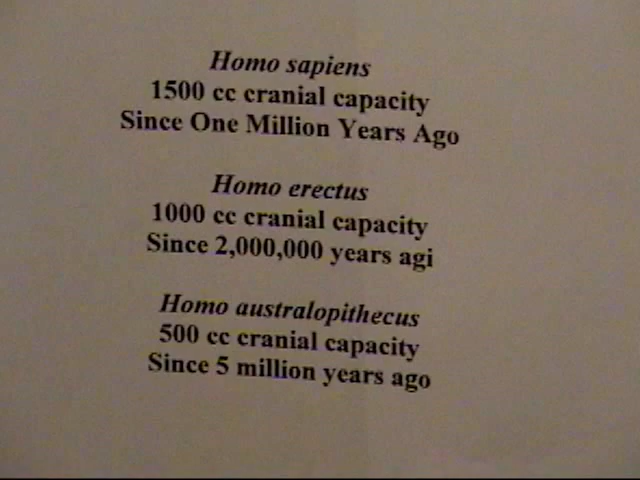 Homo sapiens
1500 cc cranial capacity
Since One Million Years Ago
Homo erectus
1000 cc cranial capacity
Since 2,000,000 years agi
Homo australopithecus
500 cc cranial capacity
Since 5 million years ago